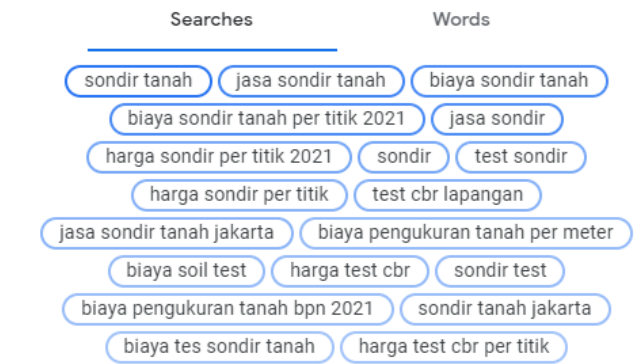 Searches Words
sondir tanah jasa sondir tanah biaya sondir tanah
biaya sondir tanah per titik 2021 jasa sondir
harga sondir per titik 2021 sondir test sondir
harga sondir per titik test cbr lapangan
jasa sondir tanah jakarta biaya pengukuran tanah per meter
biaya soil test harga test cbr sondir test
biaya pengukuran tanah bpn 2021 sondir tanah jakarta
biaya tes sondir tanah harga test cbr per titik